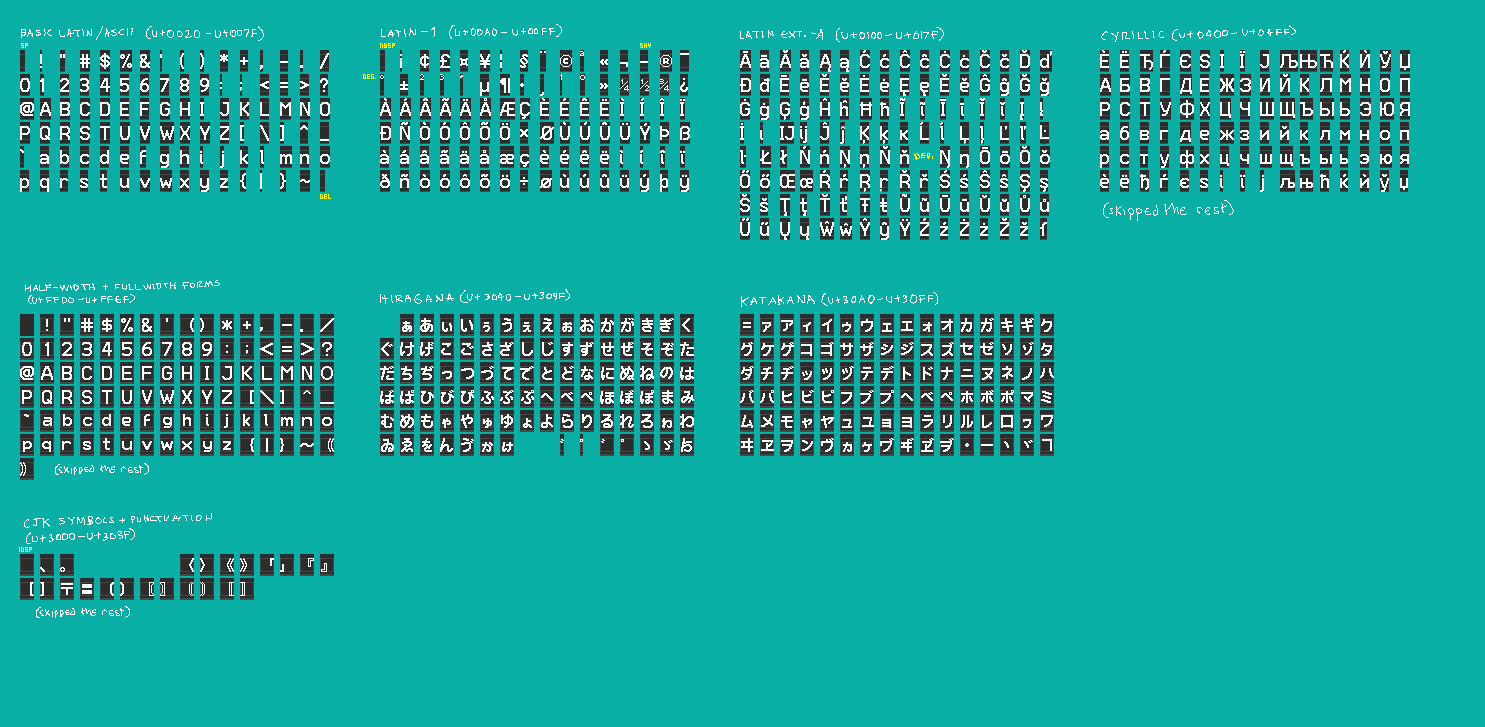 BASIC LATIN/ASCII (U+0020-U+007F)
SP
! " # $ % & ' ( ) * + , - . /
0 1 2 3 4 5 6 7 8 9 : ; < = > ?
@ A B C D E F G H I J K L M N O
P Q R S T U V W X Y Z [ \ ] ^ _
` a b c d e f g h i j k l m n o
p q r s t u v w x y z { | } ~
DEL
LATIN-1 (U+00A0-U+00FF)
NBSP SHY
¡ ¢ £ ¤ ¥ ¦ § ¨ © ª « ¬ - ® ¯
DEG. ° ± ² ³ ´ µ ¶ · ¸ ¹ º » ¼ ½ ¾ ¿
À Á Â Ã Ä Å Æ Ç È É Ê Ë Ì Í Î Ï
Ð Ñ Ò Ó Ô Õ Ö × Ø Ù Ú Û Ü Ý Þ ß
à á â ã ä å æ ç è é ê ë ì í î ï
ð ñ ò ó ô õ ö ÷ ø ù ú û ü ý þ ÿ
LATIN EXT.-A (U+0100-U+017F)
Ā ā Ă ă Ą ą Ć ć Ĉ ĉ Ċ ċ Č č Ď ď
Đ đ Ē ē Ĕ ĕ Ė ė Ę ę Ě ě Ĝ ĝ Ğ ğ
Ġ ġ Ģ ģ Ĥ ĥ Ħ ħ Ĩ ĩ Ī ī Ĭ ĭ Į į
İ ı Ĳ ĳ Ĵ ĵ Ķ ķ ĸ Ĺ ĺ Ļ ļ Ľ ľ Ŀ
ŀ Ł ł Ń ń Ņ ņ Ň ň DEP. Ŋ ŋ Ō ō Ŏ ŏ
Ő ő Œ œ Ŕ ŕ Ŗ ŗ Ř ř Ś ś Ŝ ŝ Ş ş
Š š Ţ ţ Ť ť Ŧ ŧ Ũ ũ Ū ū Ŭ ŭ Ů ů
Ű ű Ų ų Ŵ ŵ Ŷ ŷ Ÿ Ź ź Ż ż Ž ž ſ
CYRILLIC (U+0400-U+04FF)
Ѐ Ё Ђ Ѓ Є Ѕ І Ї Ј Љ Њ Ћ Ќ Ѝ Ў Џ
А Б В Г Д Е Ж З И Й К Л М Н О П
Р С Т У Ф Х Ц Ч Ш Щ Ъ Ы Ь Э Ю Я
а б в г д е ж з и й к л м н о п
р с т у ф х ц ч ш щ ъ ы ь э ю я
ѐ ё ђ ѓ є ѕ і ї ј љ њ ћ ќ ѝ ў џ
(skipped the rest)
HALF-WIDTH + FULLWIDTH FORMS
(U+FF00-U+FFEF)
! " # $ % & ' ( ) * + , - . /
0 1 2 3 4 5 6 7 8 9 : ; < = > ?
@ A B C D E F G H I J K L M N O
P Q R S T U V W X Y Z [ \ ] ^ _
` a b c d e f g h i j k l m n o
p q r s t u v w x y z { | } ~ ⦅
⦆ (skipped the rest)
HIRAGANA (U+3040-U+309F)
ぁ あ ぃ い ぅ う ぇ え ぉ お か が き ぎ く
ぐ け げ こ ご さ ざ し じ す ず せ ぜ そ ぞ た
だ ち ぢ っ つ づ て で と ど な に ぬ ね の は
ば ぱ ひ び ぴ ふ ぶ ぷ へ べ ぺ ほ ぼ ぽ ま み
む め も ゃ や ゅ ゆ ょ よ ら り る れ ろ ゎ わ
ゐ ゑ を ん ゔ ゕ ゖ ゙ ゚ ゛ ゜ ゝ ゞ ゟ
KATAKANA (U+30A0-U+30FF)
゠ ァ ア ィ イ ゥ ウ ェ エ ォ オ カ ガ キ ギ ク
グ ケ ゲ コ ゴ サ ザ シ ジ ス ズ セ ゼ ソ ゾ タ
ダ チ ヂ ッ ツ ヅ テ デ ト ド ナ ニ ヌ ネ ノ ハ
バ パ ヒ ビ ピ フ ブ プ ヘ ベ ペ ホ ボ ポ マ ミ
ム メ モ ャ ヤ ュ ユ ョ ヨ ラ リ ル レ ロ ヮ ワ
ヰ ヱ ヲ ン ヴ ヵ ヶ ヷ ヸ ヹ ヺ ・ ー ヽ ヾ ヿ
CJK SYMBOLS + PUNCTUATION
(U+3000-U+303F)
IDSP
、 。 〈 〉 《 》 「 」 『 』
【 】 〒 〓 〔 〕 〖 〗 〘 〙 〚 〛
(skipped the rest)